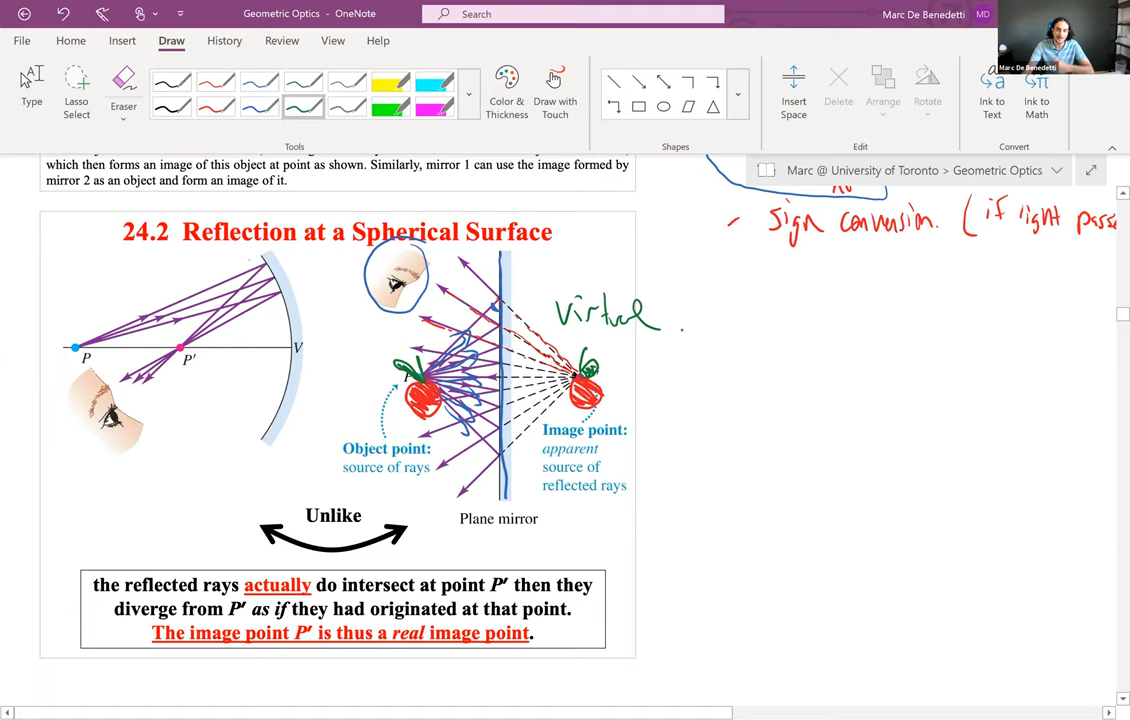 Geometric Optics - OneNote
Search
Marc De Benedetti
MD
File
Home
Insert
Draw
History
Review
View
Help
Marc De Benedetti
Type
Lasso Select
Eraser
Color & Thickness
Draw with Touch
Insert Space
Delete
Arrange
Rotate
Ink to Text
Ink to Math
Tools
Shapes
Edit
Convert
which then forms an image of this object at point as shown. Similarly, mirror 1 can use the image formed by
mirror 2 as an object and form an image of it.
Marc @ University of Toronto > Geometric Optics
- sign conversion. (if light passe
24.2 Reflection at a Spherical Surface
virtual .
P
P′
V
Object point:
source of rays
Image point:
apparent
source of
reflected rays
Unlike
Plane mirror
the reflected rays actually do intersect at point P′ then they
diverge from P′ as if they had originated at that point.
The image point P′ is thus a real image point.